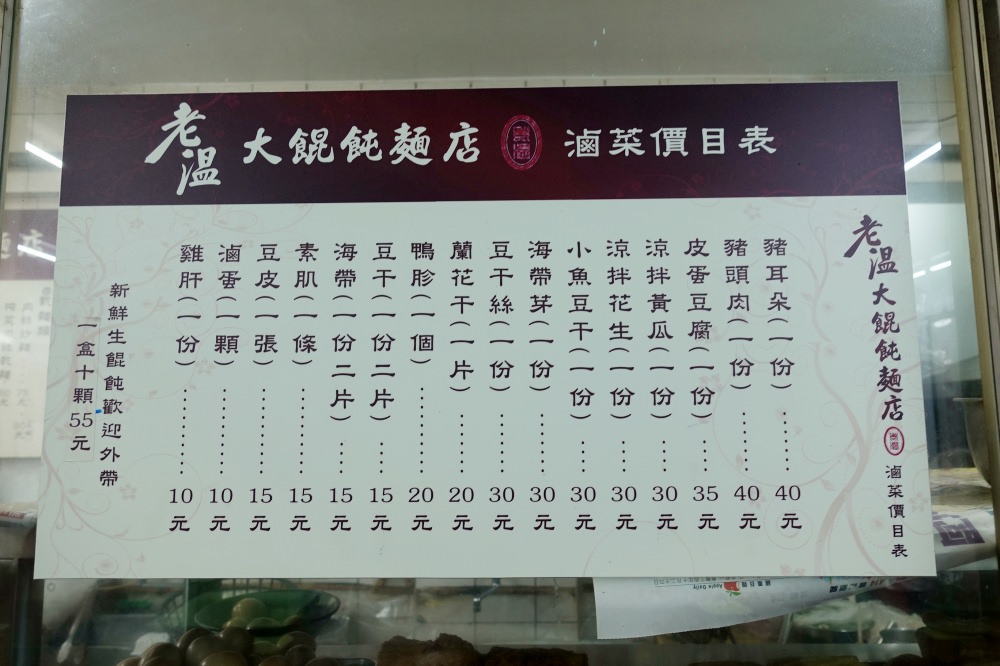 老溫大餛飩麵店 滷菜價目表
老溫大餛飩麵店 滷菜價目表
豬耳朵(一份)………40元
豬頭肉(一份)………40元
皮蛋豆腐(一份)……35元
涼拌黃瓜(一份)……30元
涼拌花生(一份)……30元
小魚豆干(一份)……30元
海帶芽(一份)………30元
豆干絲(一份)………30元
蘭花干(一片)………20元
鴨胗(一個)…………20元
豆干(一份二片)……15元
海帶(一份二片)……15元
素肌(一條)…………15元
豆皮(一張)…………15元
滷蛋(一顆)…………10元
雞肝(一份)…………10元
新鮮生餛飩歡迎外帶
一盒十顆55元
Apple Daily